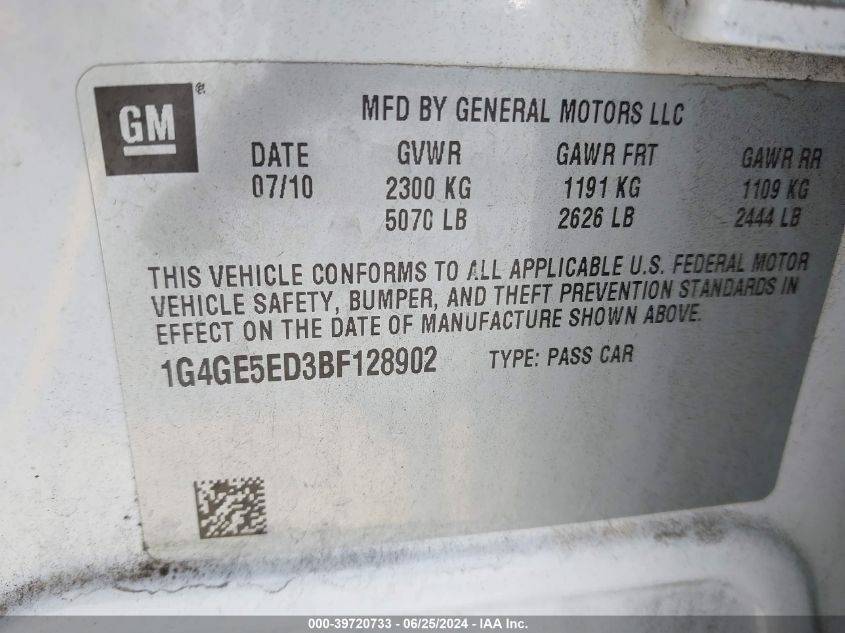 GM®
MFD BY GENERAL MOTORS LLC
DATE GVWR GAWR FRT GAWR RR
07/10 2300 KG 1191 KG 1109 KG
5070 LB 2626 LB 2444 LB
THIS VEHICLE CONFORMS TO ALL APPLICABLE U.S. FEDERAL MOTOR
VEHICLE SAFETY, BUMPER, AND THEFT PREVENTION STANDARDS IN
EFFECT ON THE DATE OF MANUFACTURE SHOWN ABOVE.
1G4GE5ED3BF128902 TYPE: PASS CAR
000-39720733 - 06/25/2024 - IAA Inc.